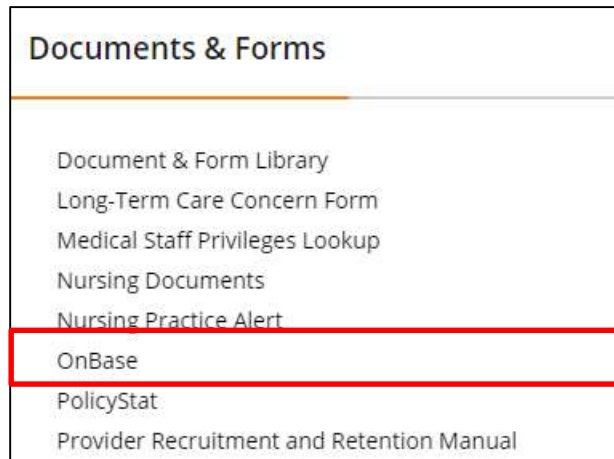 Documents & Forms
Document & Form Library
Long-Term Care Concern Form
Medical Staff Privileges Lookup
Nursing Documents
Nursing Practice Alert
OnBase
PolicyStat
Provider Recruitment and Retention Manual